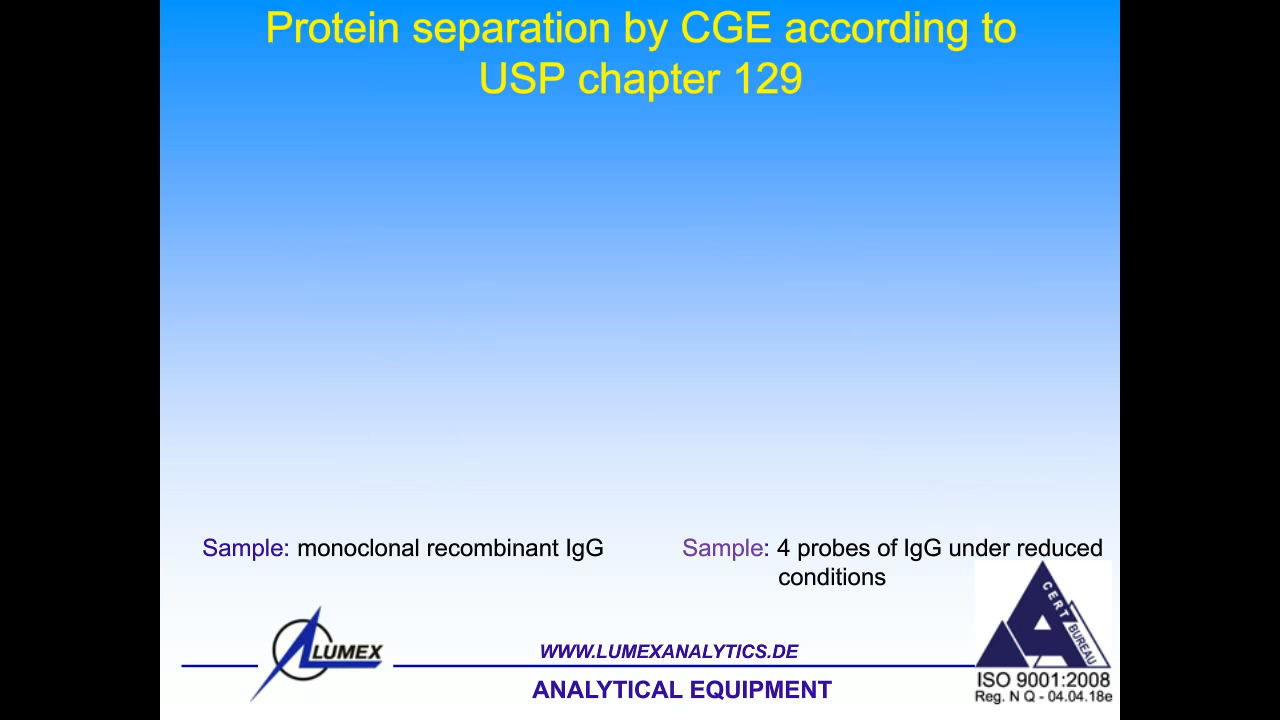 Protein separation by CGE according to
USP chapter 129
Sample: monoclonal recombinant IgG
Sample: 4 probes of IgG under reduced
conditions
LUMEX
WWW.LUMEXANALYTICS.DE
ANALYTICAL EQUIPMENT
CERT
BUREAU
ISO 9001:2008
Reg. N Q - 04.04.18e